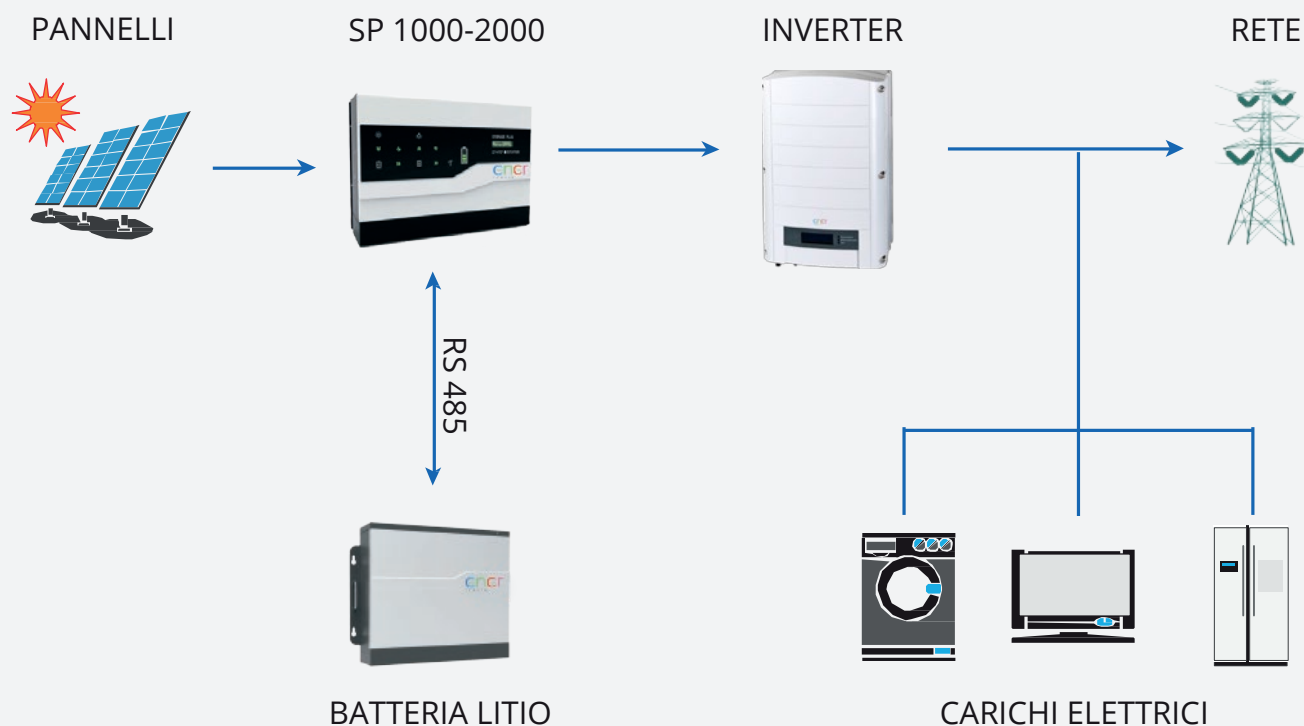 PANNELLI
SP 1000-2000
INVERTER
RETE
RS 485
BATTERIA LITIO
CARICHI ELETTRICI